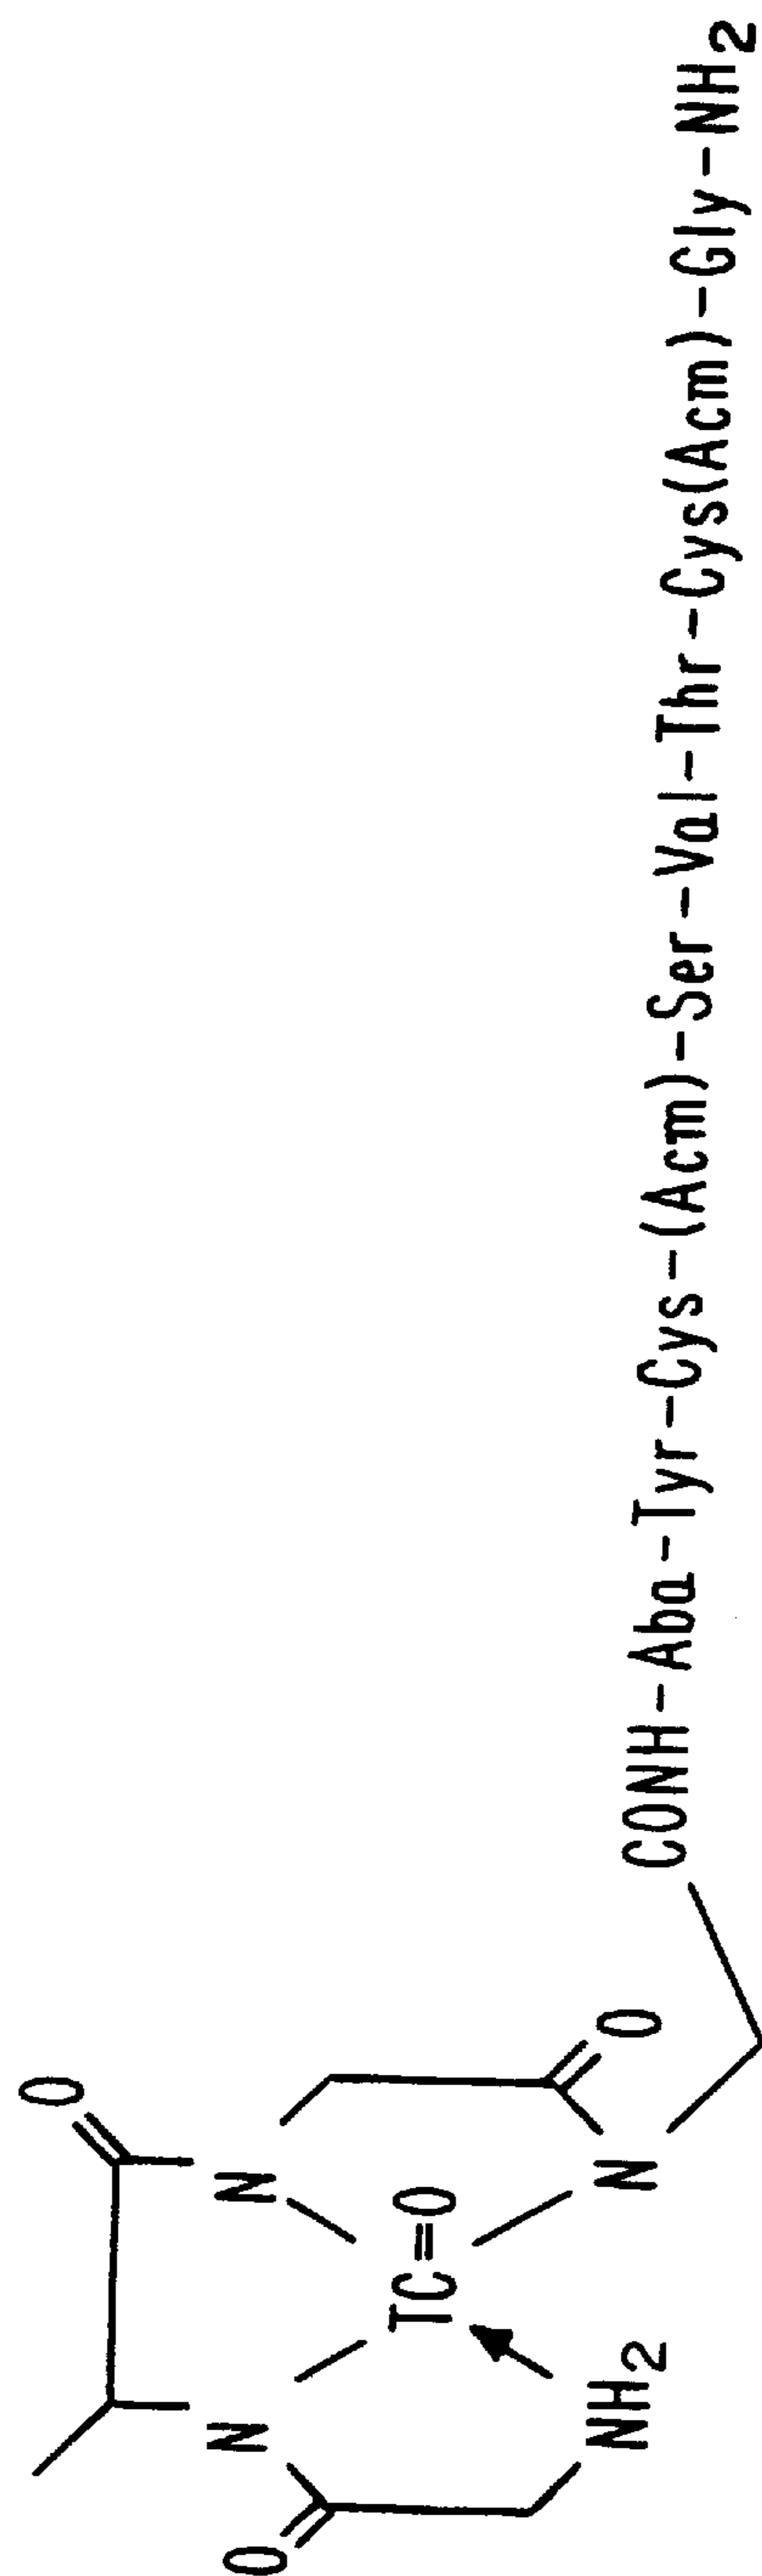 O
O
N
N
TC=O
O
N
NH2
CONH-Aba-Tyr-Cys-(Acm)-Ser-Val-Thr-Cys(Acm)-Gly-NH2